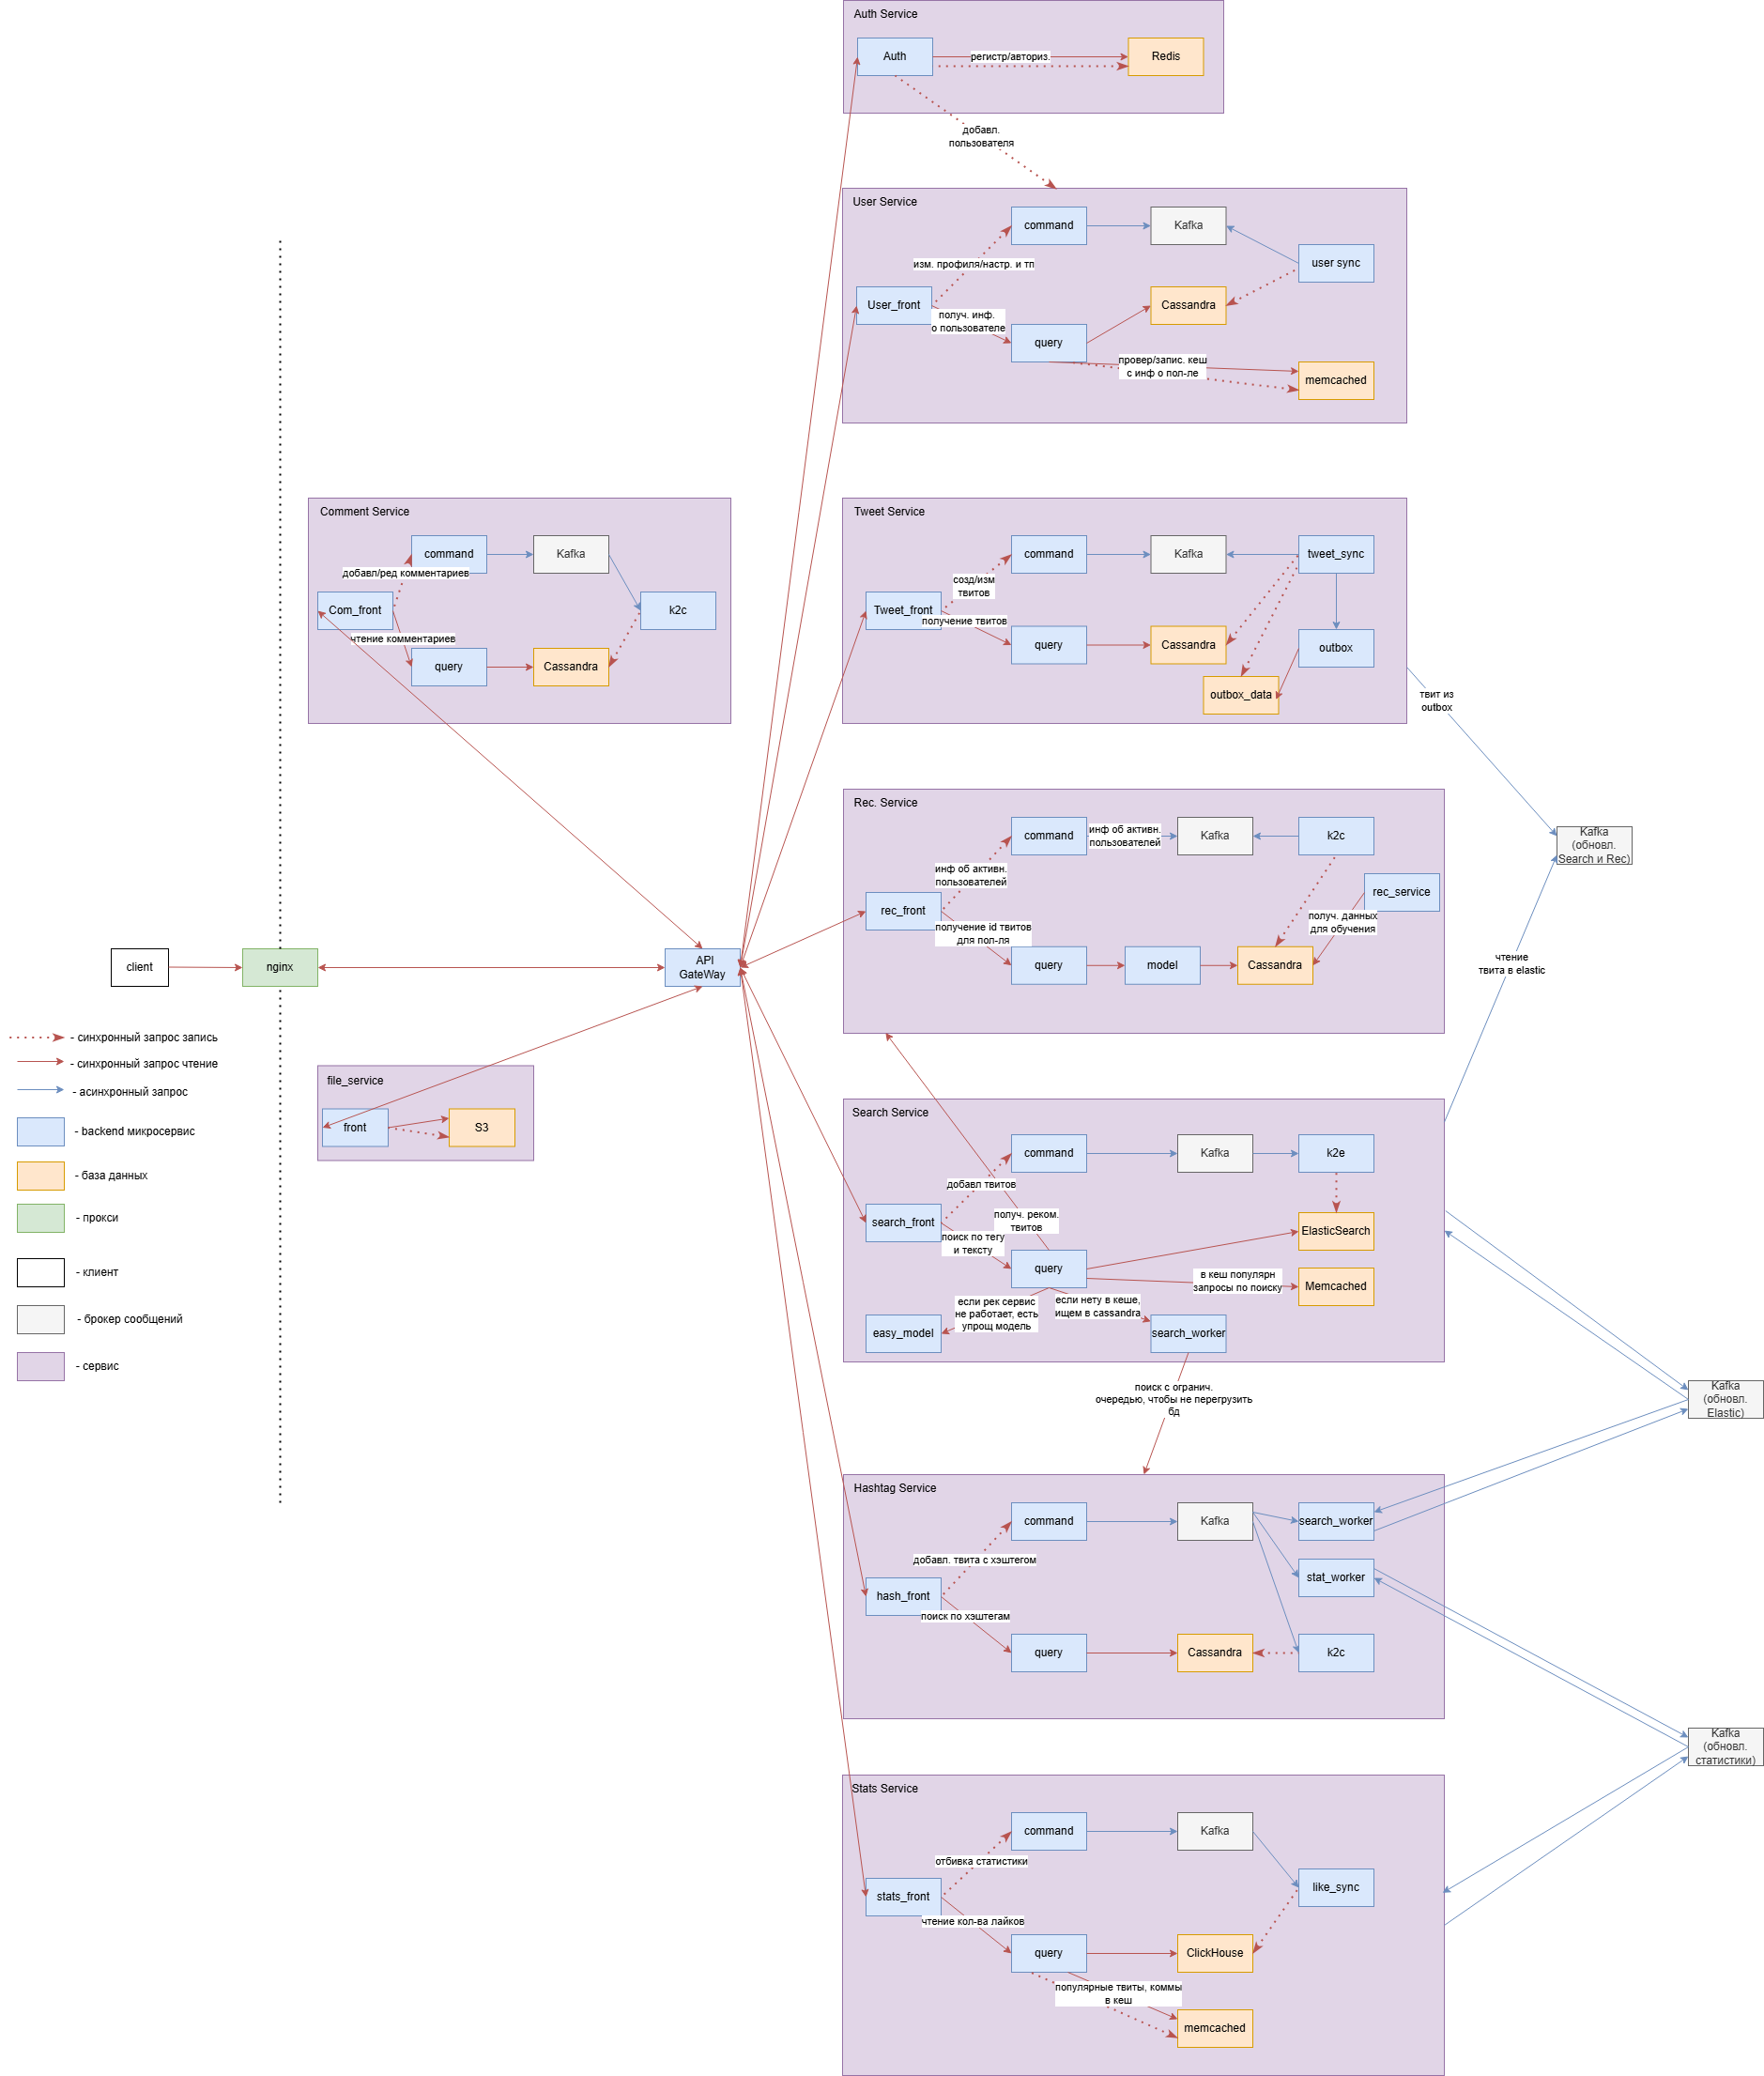 Auth Service
Auth
регистр/авториз.
Redis
добавл.
пользователя
User Service
command
Kafka
user sync
изм. профиля/настр. и тп
User_front
Cassandra
получ. инф.
о пользователе
query
провер/запис. кеш
с инф о пол-ле
memcached
Comment Service
command
Kafka
добавл/ред комментариев
Com_front
k2c
чтение комментариев
query
Cassandra
Tweet Service
command
Kafka
tweet_sync
созд/изм
твитов
Tweet_front
получение твитов
query
Cassandra
outbox
outbox_data
твит из
outbox
Rec. Service
command
инф об активн.
пользователей
Kafka
k2c
Kafka
(обновл.
Search и Rec)
инф об активн.
пользователей
rec_service
rec_front
получ. данных
для обучения
получение id твитов
для пол-ля
query
model
Cassandra
чтение
твита в elastic
client
nginx
API
GateWay
- синхронный запрос запись
- синхронный запрос чтение
- асинхронный запрос
- backend микросервис
- база данных
- прокси
- клиент
- брокер сообщений
- сервис
file_service
front
S3
Search Service
command
Kafka
k2e
добавл твитов
search_front
получ. реком.
твитов
ElasticSearch
поиск по тегу
и тексту
query
в кеш популярн
запросы по поиску
Memcached
если рек сервис
не работает, есть
упрощ модель
если нету в кеше,
ищем в cassandra
easy_model
search_worker
поиск с огранич.
очередью, чтобы не перегрузить
бд
Kafka
(обновл.
Elastic)
Hashtag Service
command
Kafka
search_worker
добавл. твита с хэштегом
stat_worker
hash_front
поиск по хэштегам
query
Cassandra
k2c
Kafka
(обновл.
статистики)
Stats Service
command
Kafka
отбивка статистики
like_sync
stats_front
чтение кол-ва лайков
query
ClickHouse
популярные твиты, коммы
в кеш
memcached